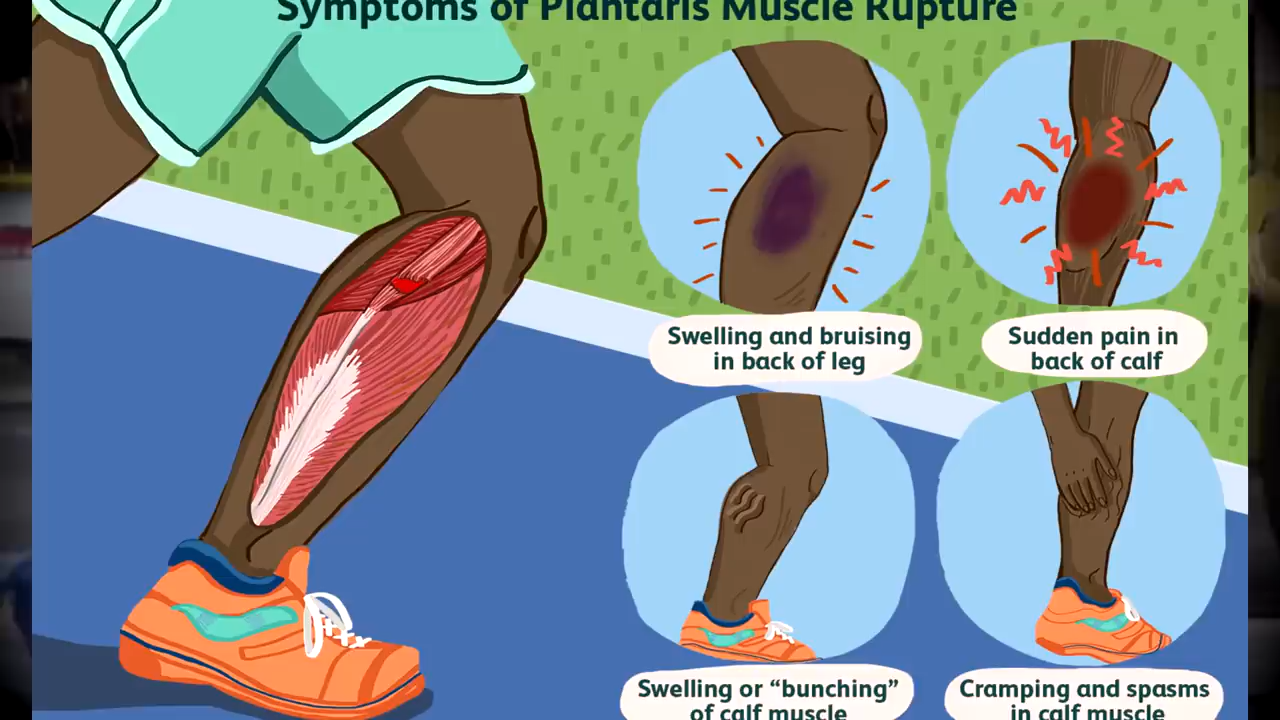 Symptoms of Plantaris Muscle Rupture
Swelling and bruising
in back of leg
Sudden pain in
back of calf
Swelling or “bunching”
of calf muscle
Cramping and spasms
in calf muscle